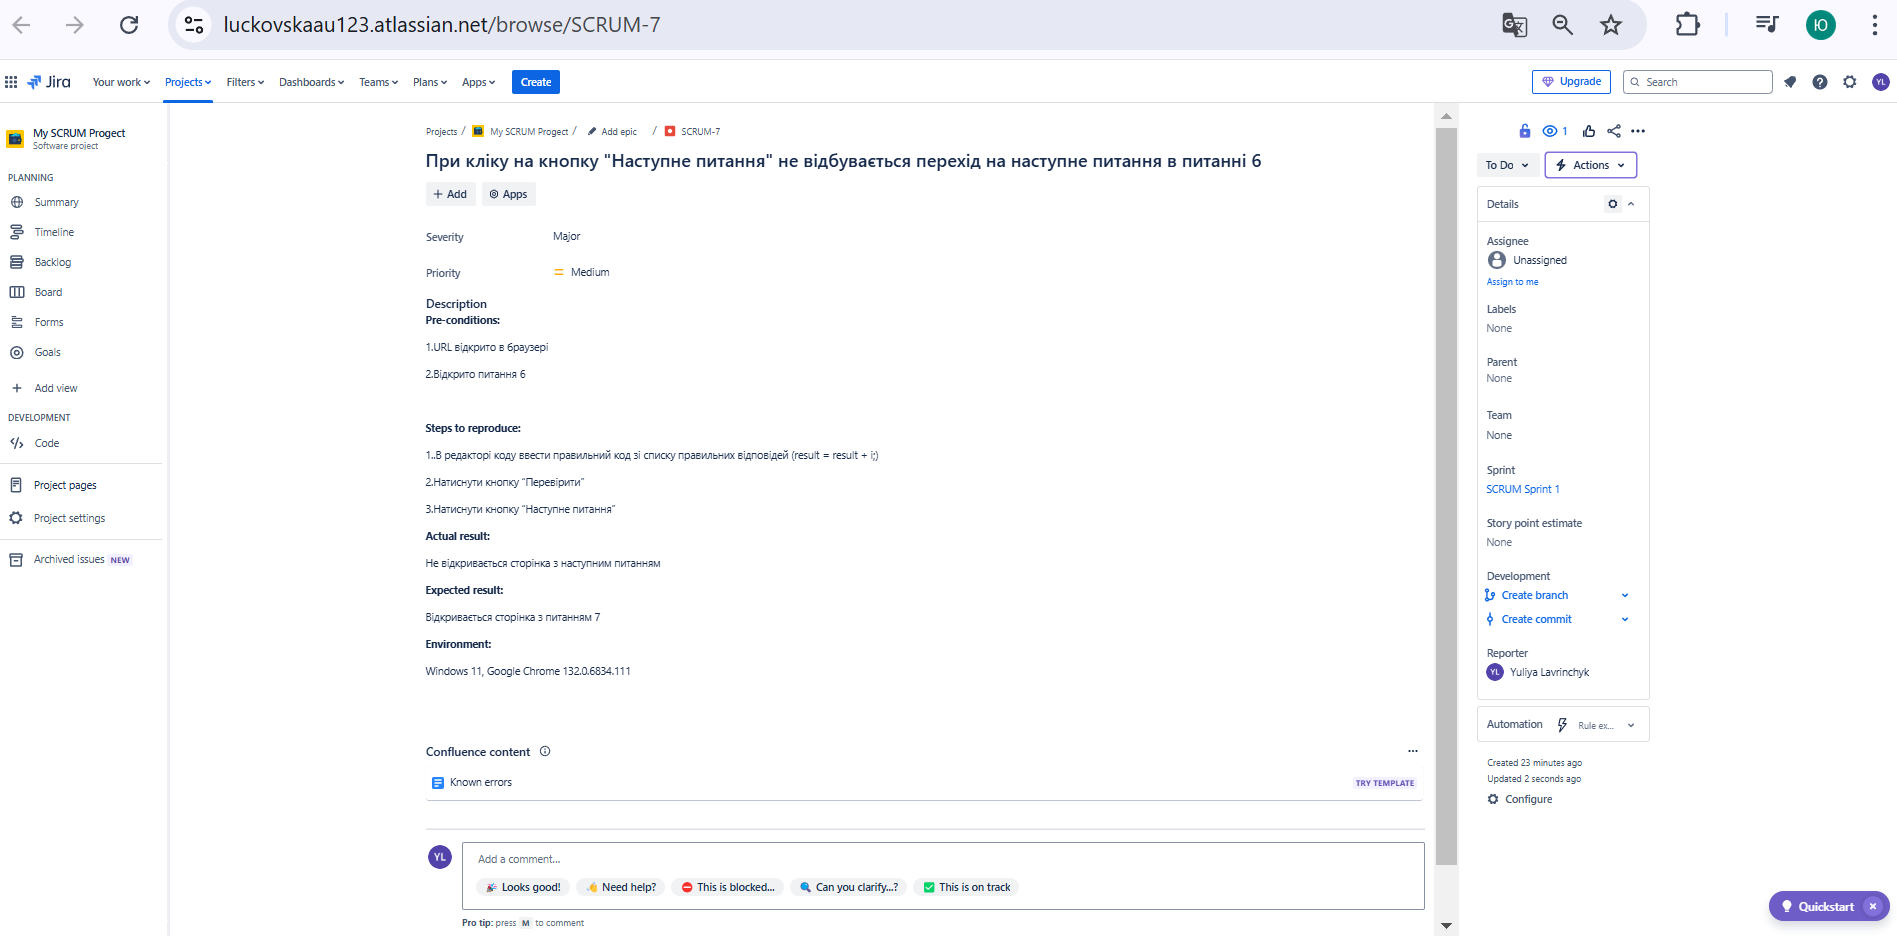 luckovskaau123.atlassian.net/browse/SCRUM-7
Ю
Jira
Your work
Projects
Filters
Dashboards
Teams
Plans
Apps
Create
Upgrade
Search
YL
My SCRUM Progect
Software project
PLANNING
Summary
Timeline
Backlog
Board
Forms
Goals
Add view
DEVELOPMENT
Code
Project pages
Project settings
Archived issues NEW
Projects / My SCRUM Progect / Add epic / SCRUM-7
При кліку на кнопку "Наступне питання" не відбувається перехід на наступне питання в питанні 6
Add
Apps
Severity Major
Priority Medium
Description
Pre-conditions:
1.URL відкрито в браузері
2.Відкрито питання 6
Steps to reproduce:
1..В редакторі коду ввести правильний код зі списку правильних відповідей (result = result + i;)
2.Натиснути кнопку “Перевірити”
3.Натиснути кнопку “Наступне питання”
Actual result:
Не відкривається сторінка з наступним питанням
Expected result:
Відкривається сторінка з питанням 7
Environment:
Windows 11, Google Chrome 132.0.6834.111
Confluence content
Known errors TRY TEMPLATE
YL
Add a comment...
Looks good! Need help? This is blocked... Can you clarify...? This is on track
Pro tip: press M to comment
1
To Do
Actions
Details
Assignee
Unassigned
Assign to me
Labels
None
Parent
None
Team
None
Sprint
SCRUM Sprint 1
Story point estimate
None
Development
Create branch
Create commit
Reporter
YL Yuliya Lavrinchyk
Automation Rule ex...
Created 23 minutes ago
Updated 2 seconds ago
Configure
Quickstart